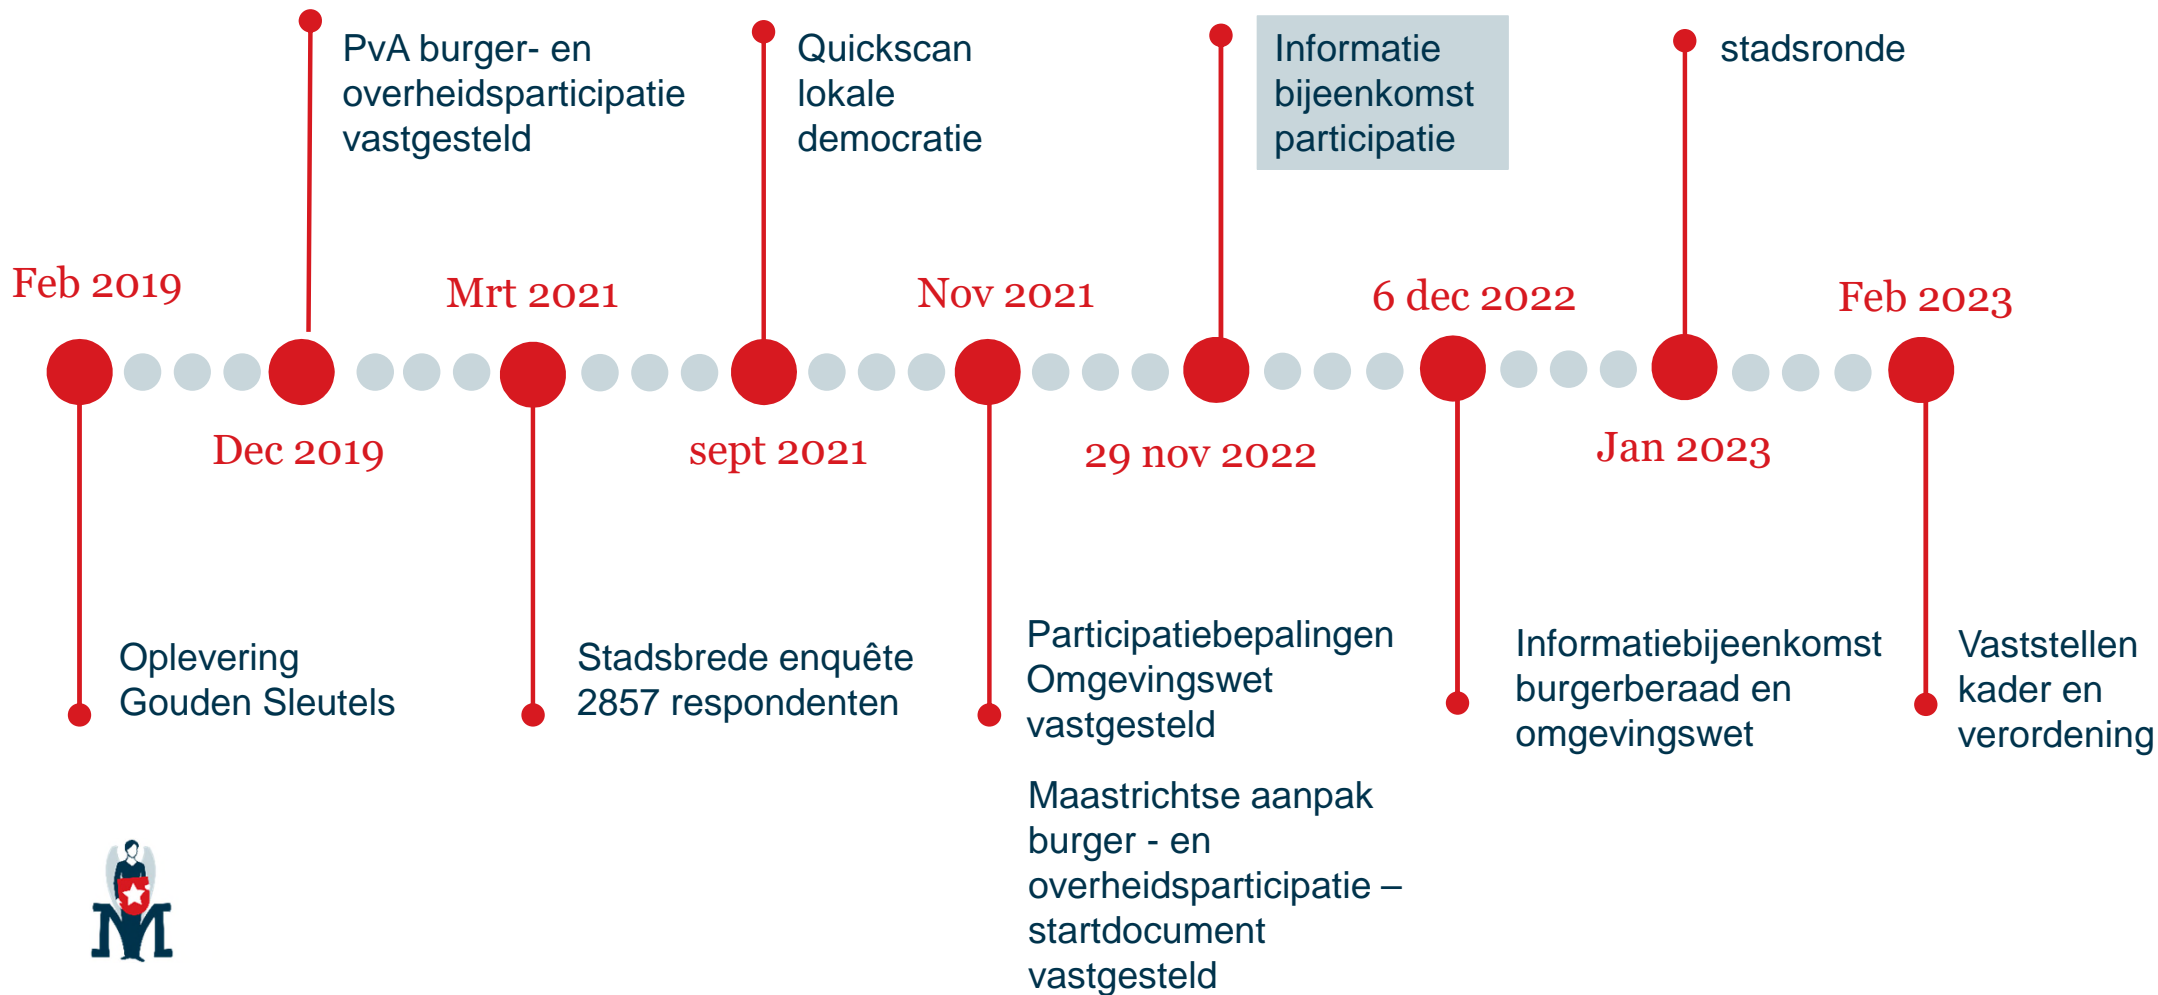 PvA burger- en
overheidsparticipatie
vastgesteld
Quickscan
lokale
democratie
Informatie
bijeenkomst
participatie
stadsronde
Feb 2019
Mrt 2021
Nov 2021
6 dec 2022
Feb 2023
Dec 2019
sept 2021
29 nov 2022
Jan 2023
Oplevering
Gouden Sleutels
Stadsbrede enquête
2857 respondenten
Participatiebepalingen
Omgevingswet
vastgesteld
Maastrichtse aanpak
burger - en
overheidsparticipatie –
startdocument
vastgesteld
Informatiebijeenkomst
burgerberaad en
omgevingswet
Vaststellen
kader en
verordening
M